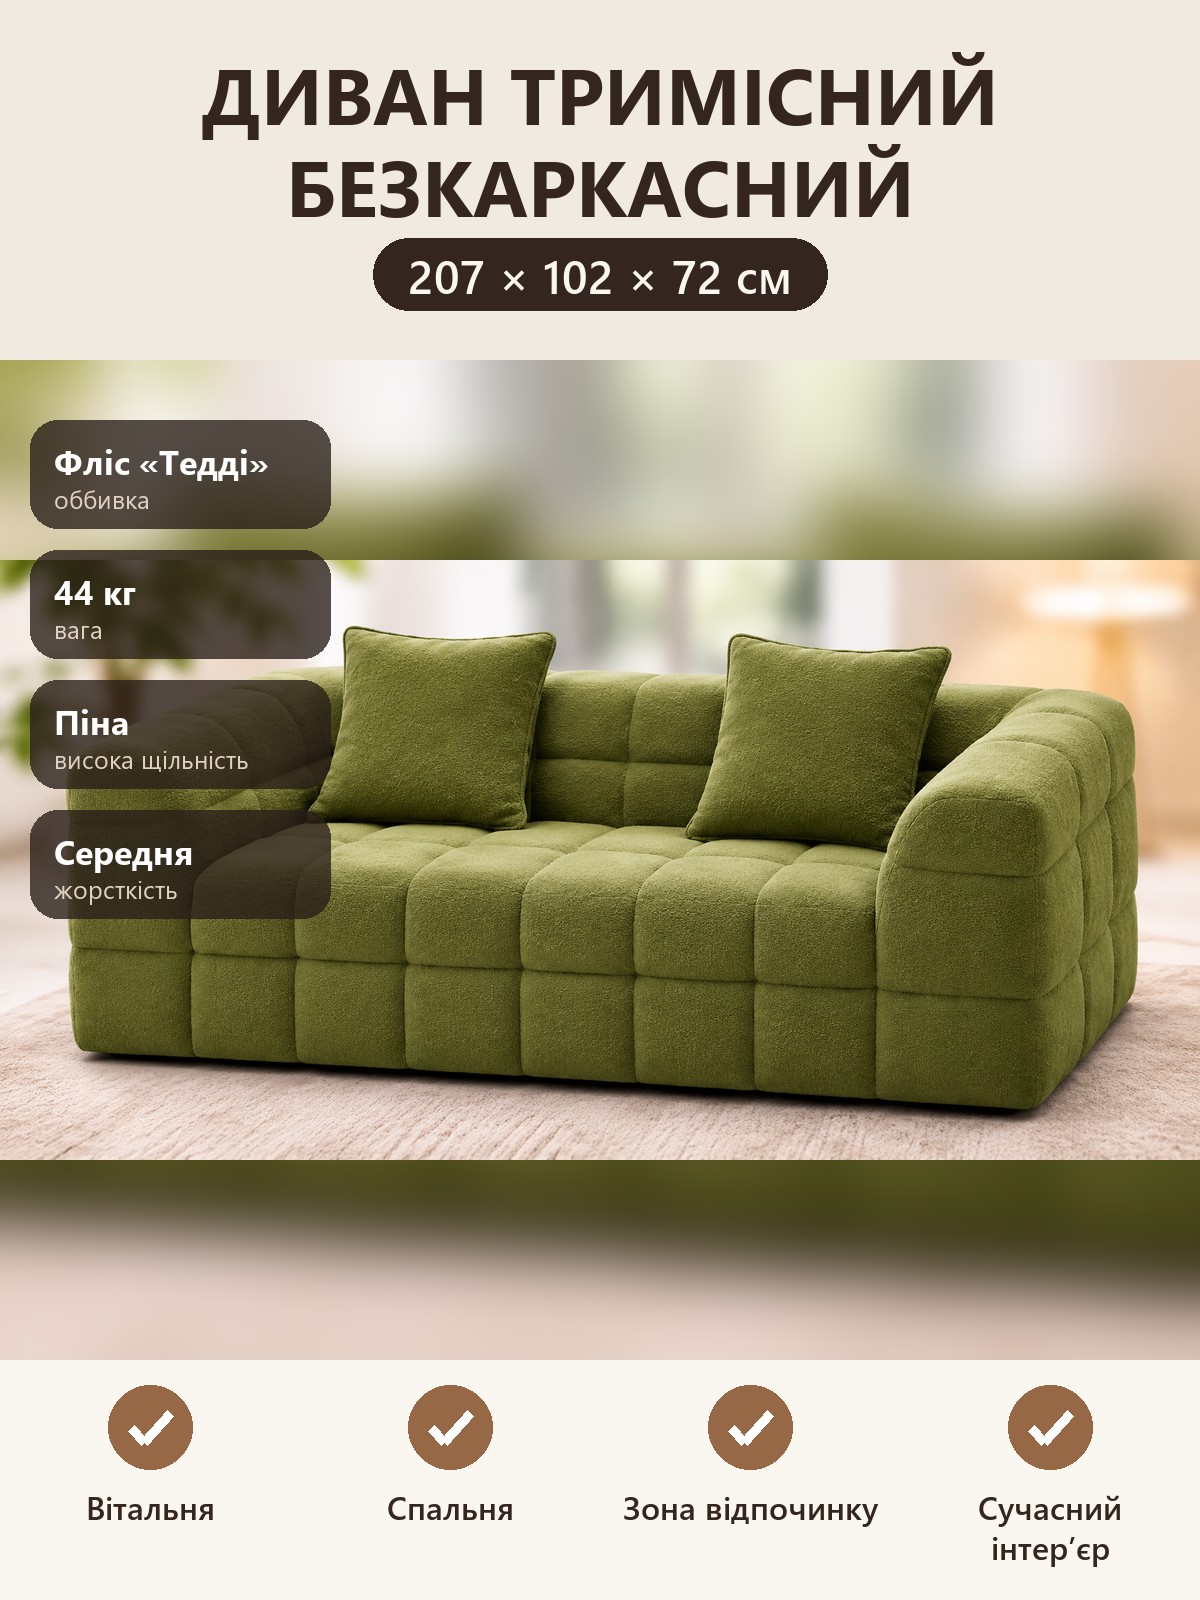 ДИВАН ТРИМІСНИЙ
БЕЗКАРКАСНИЙ
207 × 102 × 72 см
Фліс «Тедді»
оббивка
44 кг
вага
Піна
висока щільність
Середня
жорсткість
Вітальня
Спальня
Зона відпочинку
Сучасний
інтер’єр